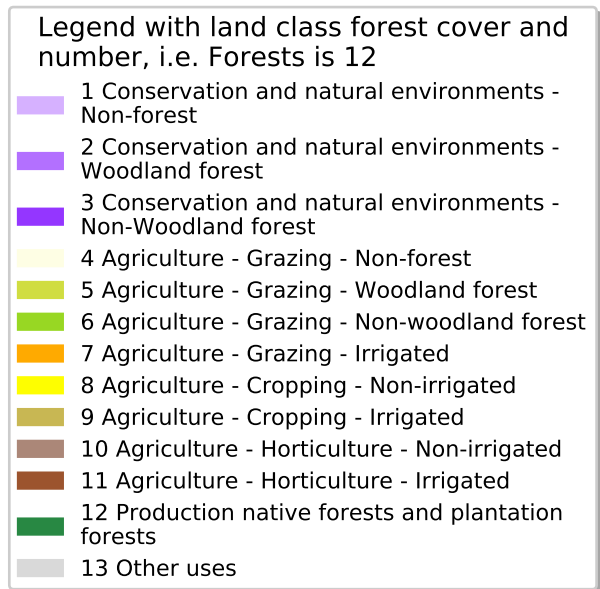 Legend with land class forest cover and
number, i.e. Forests is 12
1 Conservation and natural environments -
Non-forest
2 Conservation and natural environments -
Woodland forest
3 Conservation and natural environments -
Non-Woodland forest
4 Agriculture - Grazing - Non-forest
5 Agriculture - Grazing - Woodland forest
6 Agriculture - Grazing - Non-woodland forest
7 Agriculture - Grazing - Irrigated
8 Agriculture - Cropping - Non-irrigated
9 Agriculture - Cropping - Irrigated
10 Agriculture - Horticulture - Non-irrigated
11 Agriculture - Horticulture - Irrigated
12 Production native forests and plantation
forests
13 Other uses